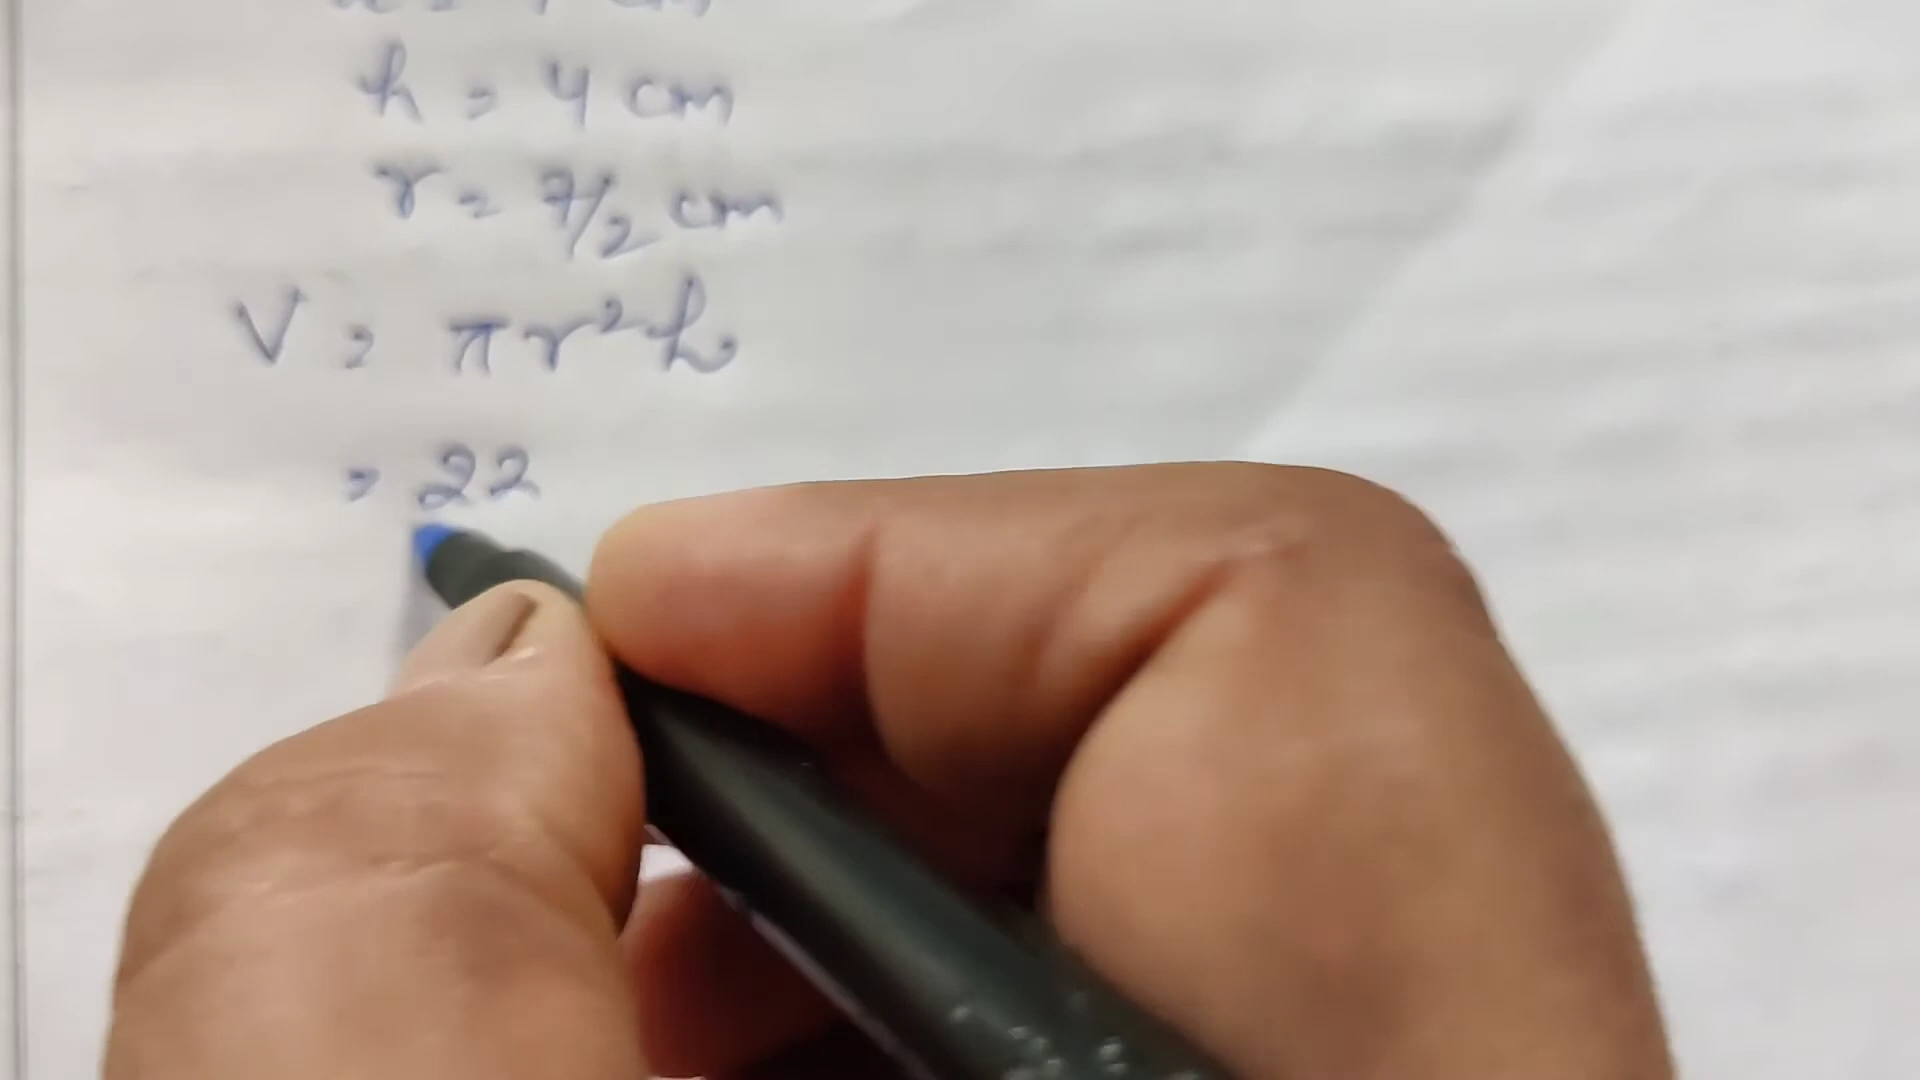 h = 4 cm
r = 7/2 cm
V = πr²h
= 22